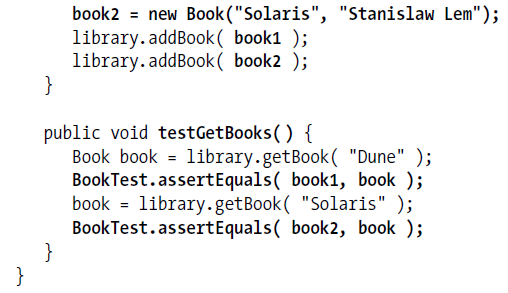 book2 = new Book("Solaris", "Stanislaw Lem");
library.addBook( book1 );
library.addBook( book2 );
}
public void testGetBooks() {
Book book = library.getBook( "Dune" );
BookTest.assertEquals( book1, book );
book = library.getBook( "Solaris" );
BookTest.assertEquals( book2, book );
}
}